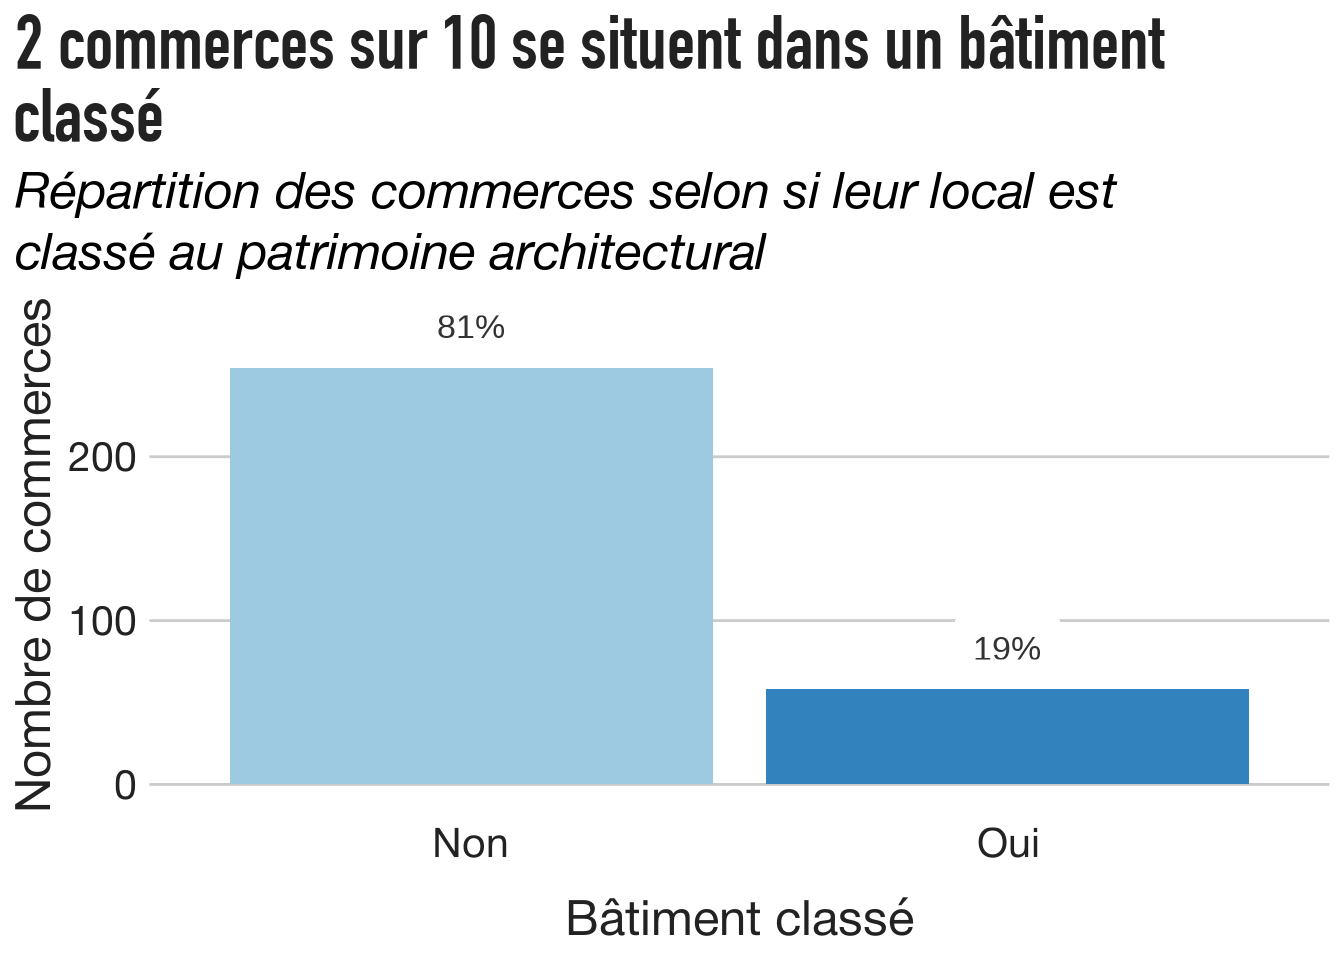 2 commerces sur 10 se situent dans un bâtiment
classé
Répartition des commerces selon si leur local est
classé au patrimoine architectural
Nombre de commerces
81%
200
100
19%
0
Non
Oui
Bâtiment classé